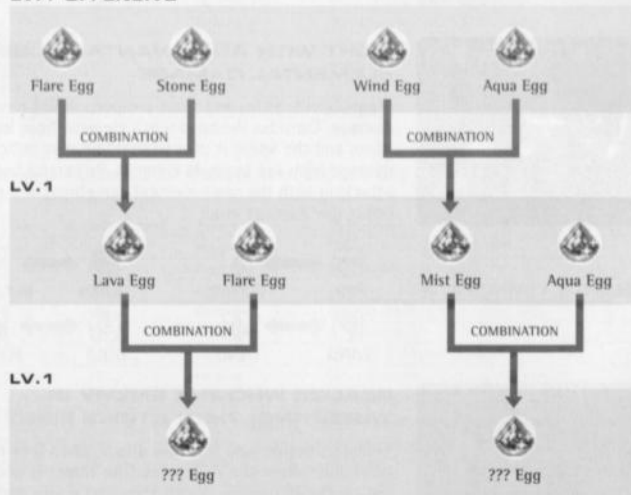 Flare Egg Stone Egg Wind Egg Aqua Egg
COMBINATION COMBINATION
LV.1
Lava Egg Flare Egg Mist Egg Aqua Egg
COMBINATION COMBINATION
LV.1
??? Egg ??? Egg